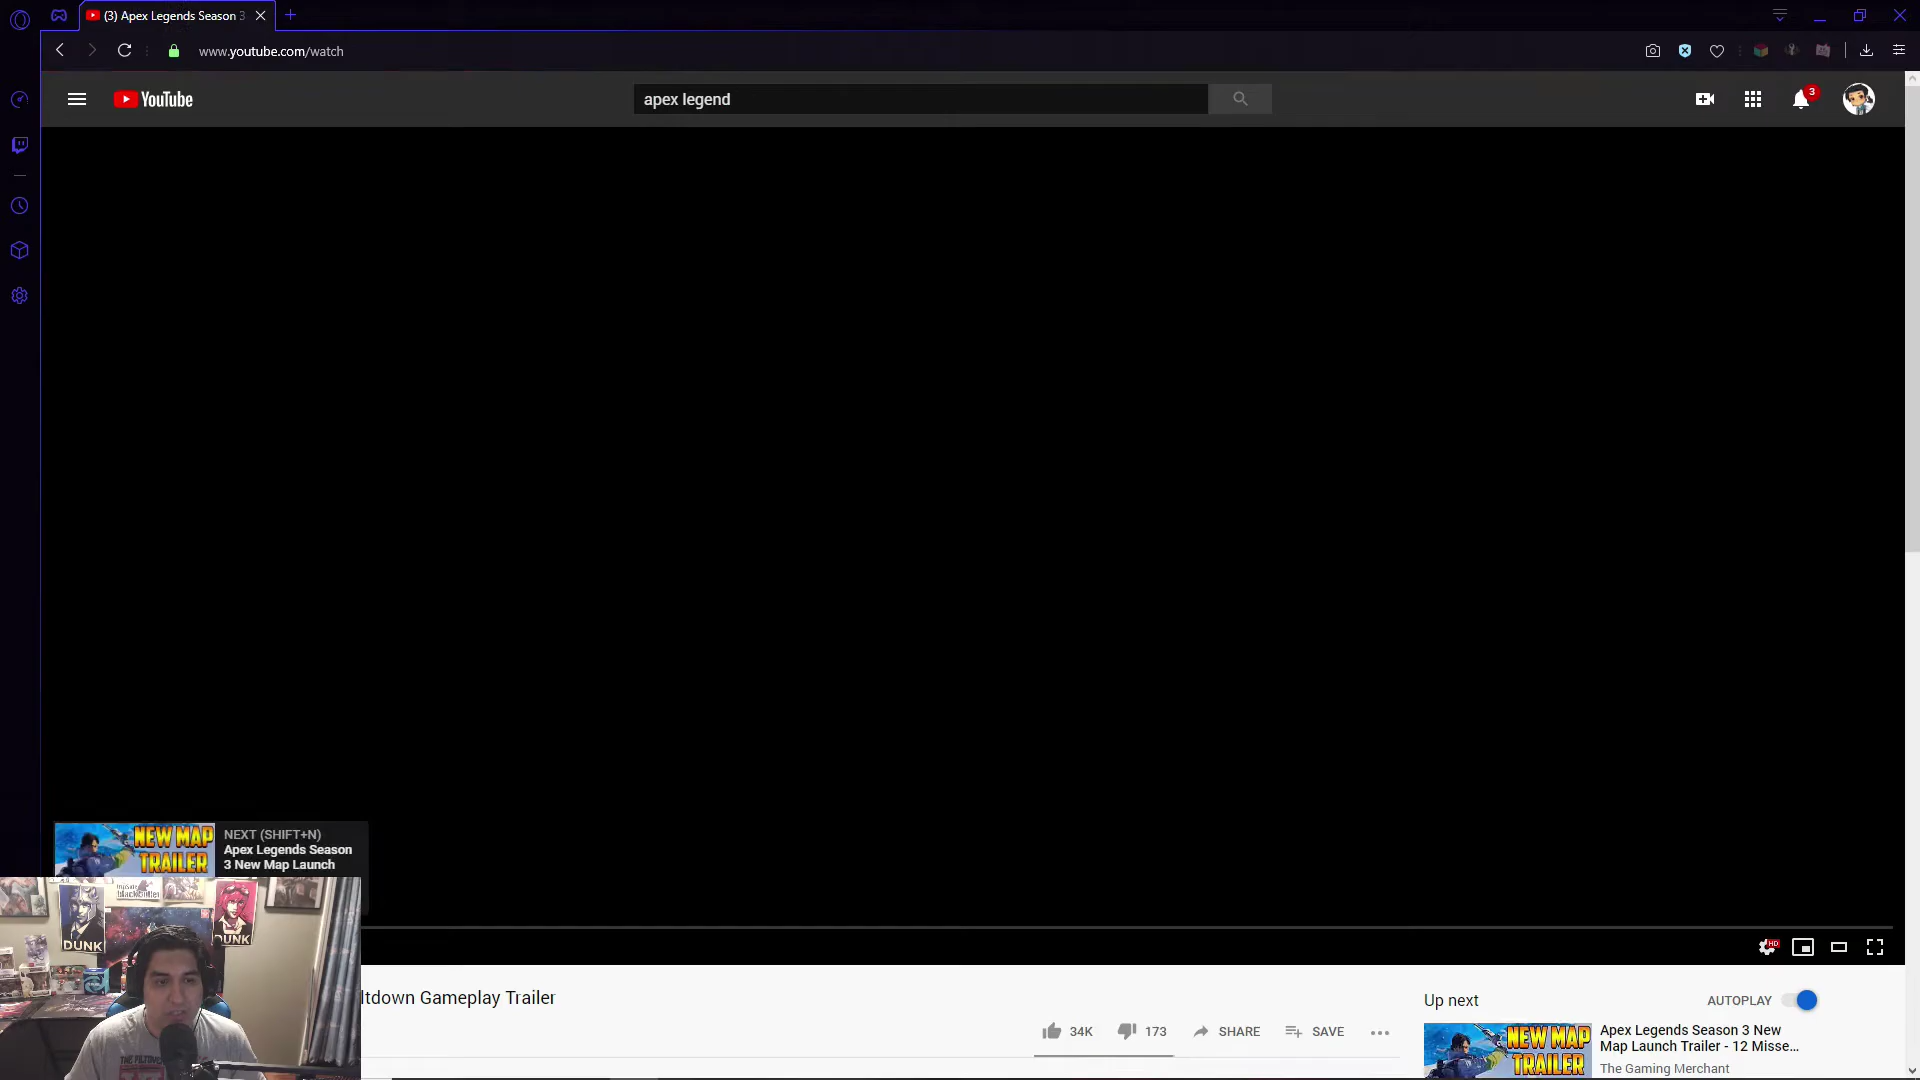 (3) Apex Legends Season 3
www.youtube.com/watch
YouTube
apex legend
3
NEW MAP
TRAILER
NEXT (SHIFT+N)
Apex Legends Season
3 New Map Launch
DUNK
DUNK
HD
ltdown Gameplay Trailer
34K
173
SHARE
SAVE
Up next
AUTOPLAY
NEW MAP
TRAILER
Apex Legends Season 3 New
Map Launch Trailer - 12 Misse...
The Gaming Merchant